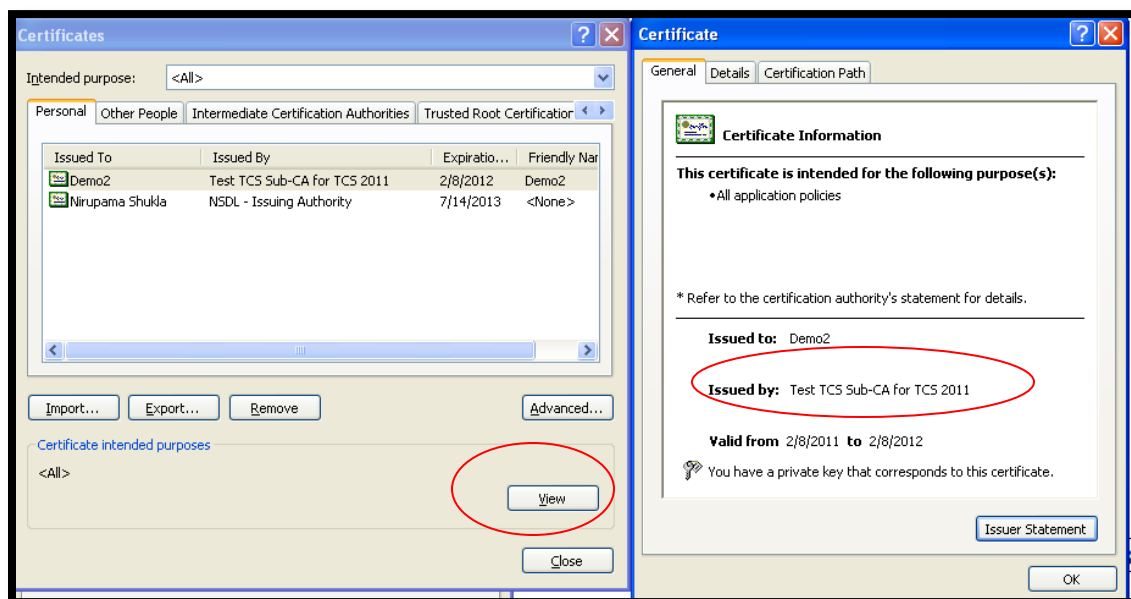 Certificates
Intended purpose: <All>
Personal Other People Intermediate Certification Authorities Trusted Root Certification
Issued To Issued By Expiratio... Friendly Nar
Demo2 Test TCS Sub-CA for TCS 2011 2/8/2012 Demo2
Nirupama Shukla NSDL - Issuing Authority 7/14/2013 <None>
Import... Export... Remove Advanced...
Certificate intended purposes
<All>
View
Close
Certificate
General Details Certification Path
Certificate Information
This certificate is intended for the following purpose(s):
•All application policies
* Refer to the certification authority's statement for details.
Issued to: Demo2
Issued by: Test TCS Sub-CA for TCS 2011
Valid from 2/8/2011 to 2/8/2012
You have a private key that corresponds to this certificate.
Issuer Statement
OK